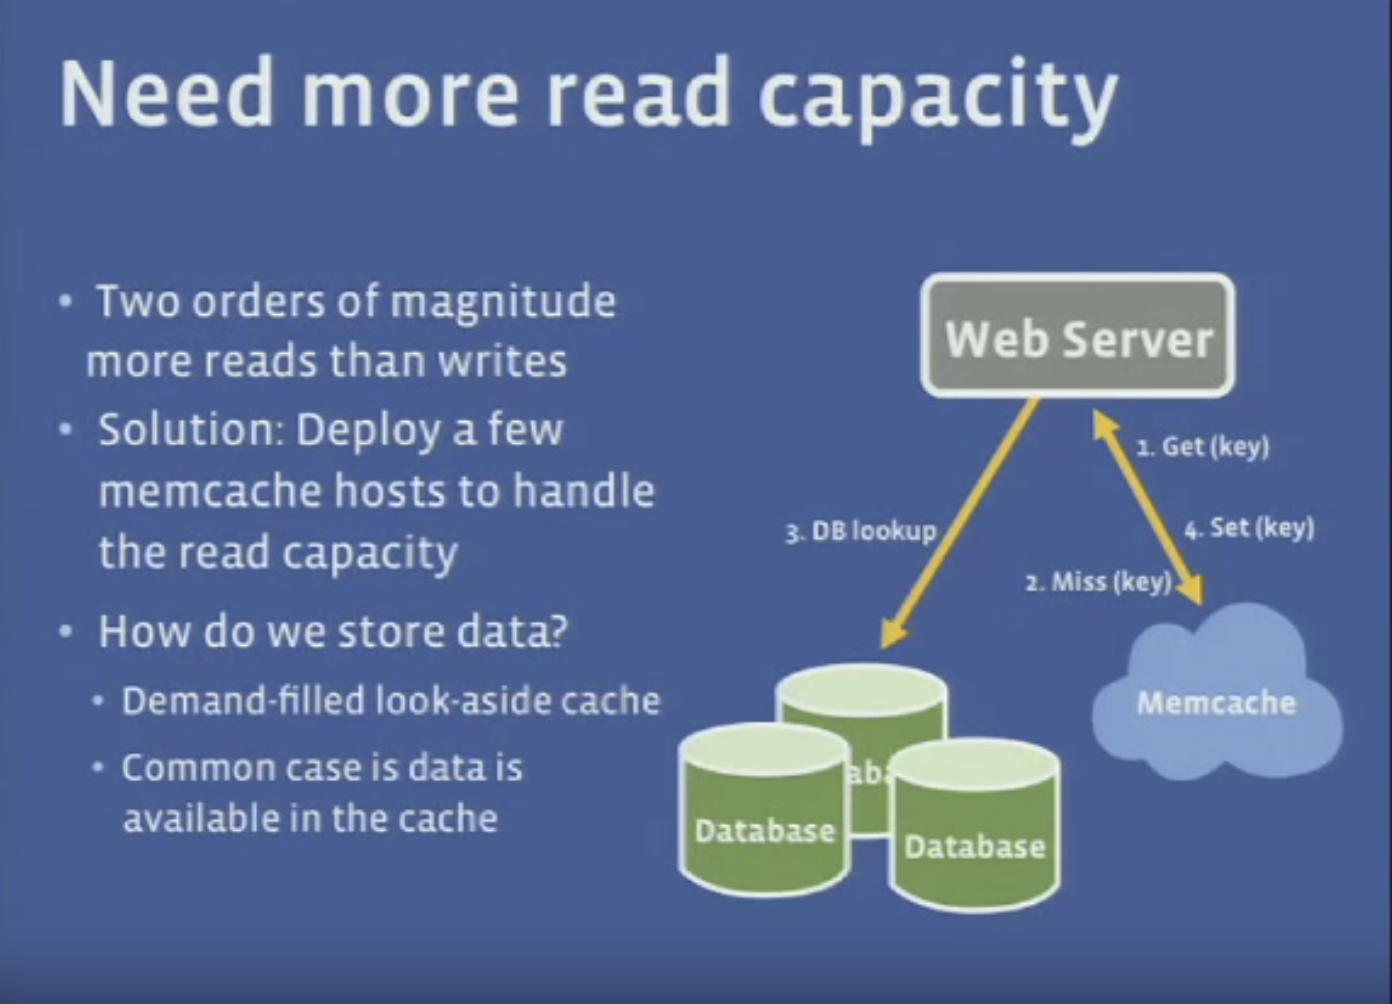 Need more read capacity
• Two orders of magnitude
more reads than writes
• Solution: Deploy a few
memcache hosts to handle
the read capacity
• How do we store data?
• Demand-filled look-aside cache
• Common case is data is
available in the cache
Web Server
1. Get (key)
3. DB lookup
4. Set (key)
2. Miss (key)
Memcache
Database
Database